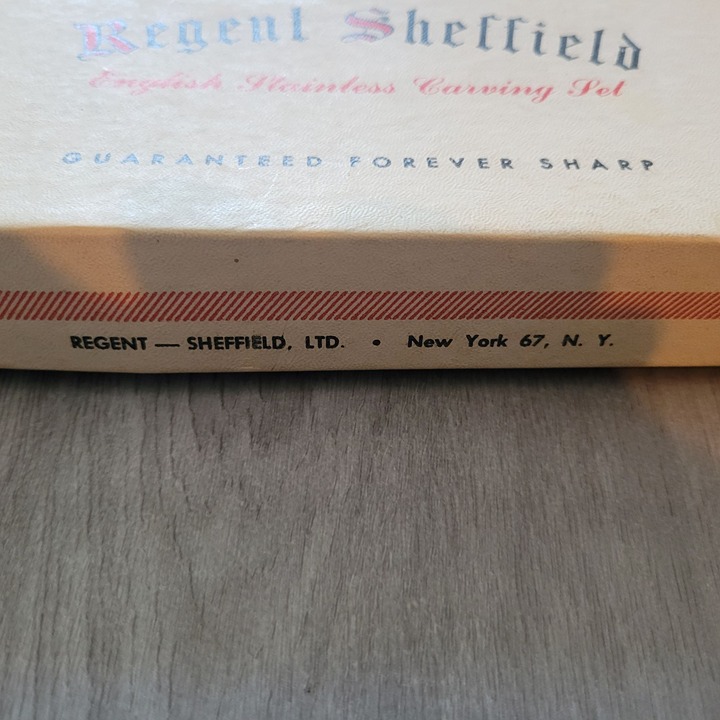 Regent Sheffield
English Stainless Carving Set
GUARANTEED FOREVER SHARP
REGENT — SHEFFIELD, LTD. • New York 67, N. Y.